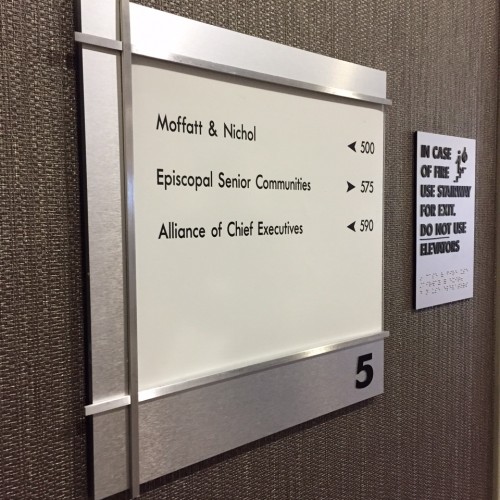 Moffatt & Nichol ◄ 500
Episcopal Senior Communities ➤ 575
Alliance of Chief Executives ◄ 590
5
IN CASE
OF FIRE
USE STAIRWAY
FOR EXIT.
DO NOT USE
ELEVATORS